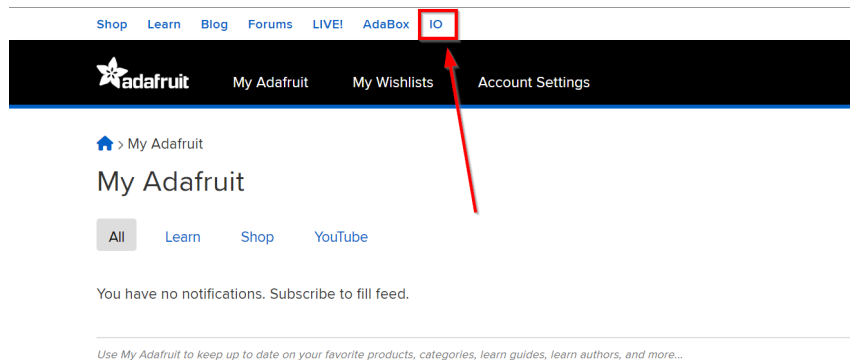 Shop Learn Blog Forums LIVE! AdaBox IO
adafruit My Adafruit My Wishlists Account Settings
> My Adafruit
My Adafruit
All Learn Shop YouTube
You have no notifications. Subscribe to fill feed.
Use My Adafruit to keep up to date on your favorite products, categories, learn guides, learn authors, and more...